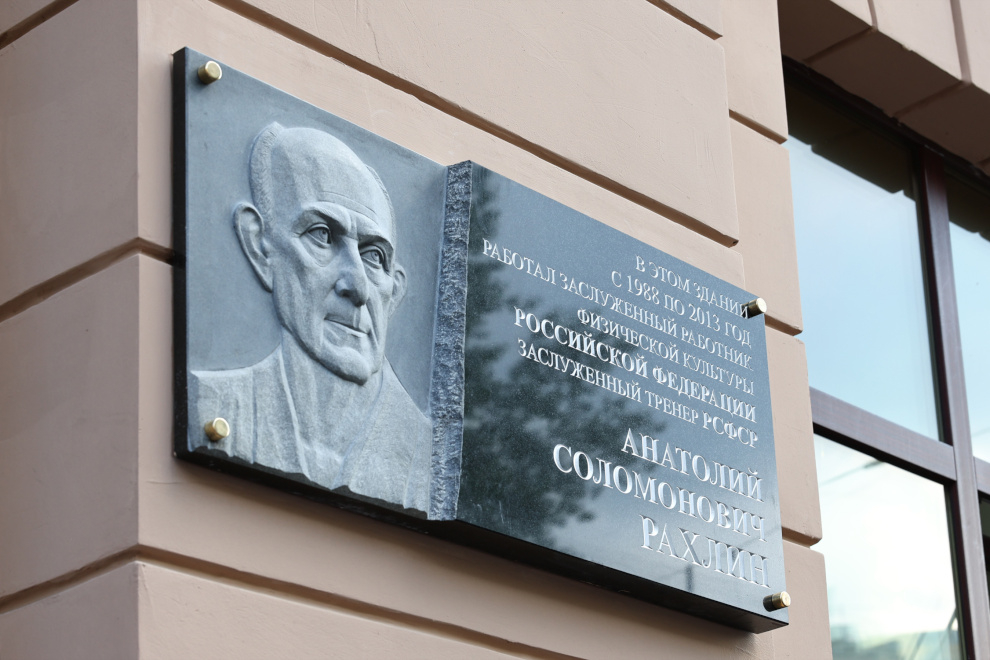 В ЭТОМ ЗДАНИИ
С 1988 ПО 2013 ГОД
РАБОТАЛ ЗАСЛУЖЕННЫЙ РАБОТНИК
ФИЗИЧЕСКОЙ КУЛЬТУРЫ
РОССИЙСКОЙ ФЕДЕРАЦИИ
ЗАСЛУЖЕННЫЙ ТРЕНЕР РСФСР
АНАТОЛИЙ
СОЛОМОНОВИЧ
РАХЛИН